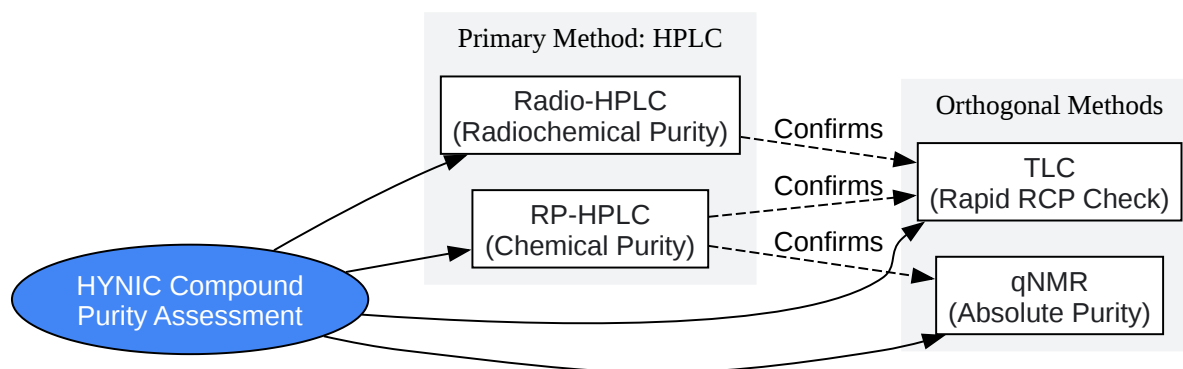 Primary Method: HPLC
Radio-HPLC
(Radiochemical Purity)
RP-HPLC
(Chemical Purity)
Confirms
Confirms
Confirms
Orthogonal Methods
TLC
(Rapid RCP Check)
qNMR
(Absolute Purity)
HYNIC Compound
Purity Assessment